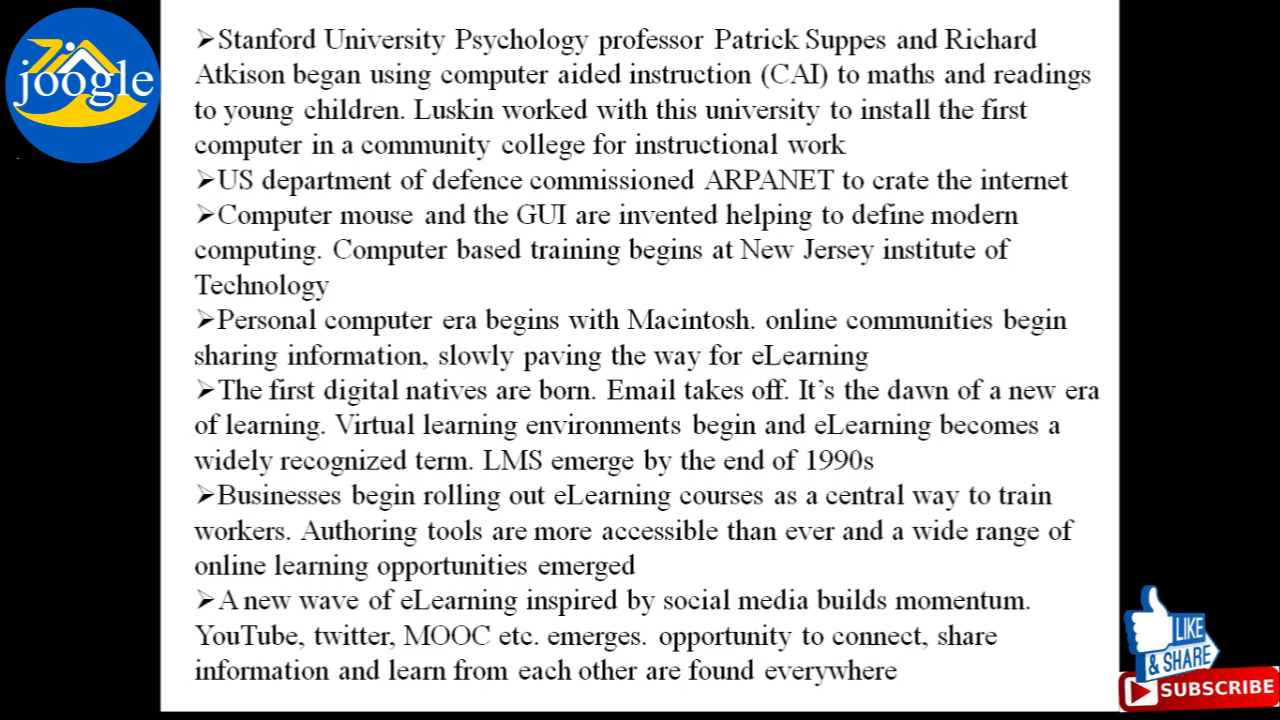 ➢Stanford University Psychology professor Patrick Suppes and Richard
Atkison began using computer aided instruction (CAI) to maths and readings
to young children. Luskin worked with this university to install the first
computer in a community college for instructional work
➢US department of defence commissioned ARPANET to crate the internet
➢Computer mouse and the GUI are invented helping to define modern
computing. Computer based training begins at New Jersey institute of
Technology
➢Personal computer era begins with Macintosh. online communities begin
sharing information, slowly paving the way for eLearning
➢The first digital natives are born. Email takes off. It’s the dawn of a new era
of learning. Virtual learning environments begin and eLearning becomes a
widely recognized term. LMS emerge by the end of 1990s
➢Businesses begin rolling out eLearning courses as a central way to train
workers. Authoring tools are more accessible than ever and a wide range of
online learning opportunities emerged
➢A new wave of eLearning inspired by social media builds momentum.
YouTube, twitter, MOOC etc. emerges. opportunity to connect, share
information and learn from each other are found everywhere
joogle
LIKE
& SHARE
SUBSCRIBE